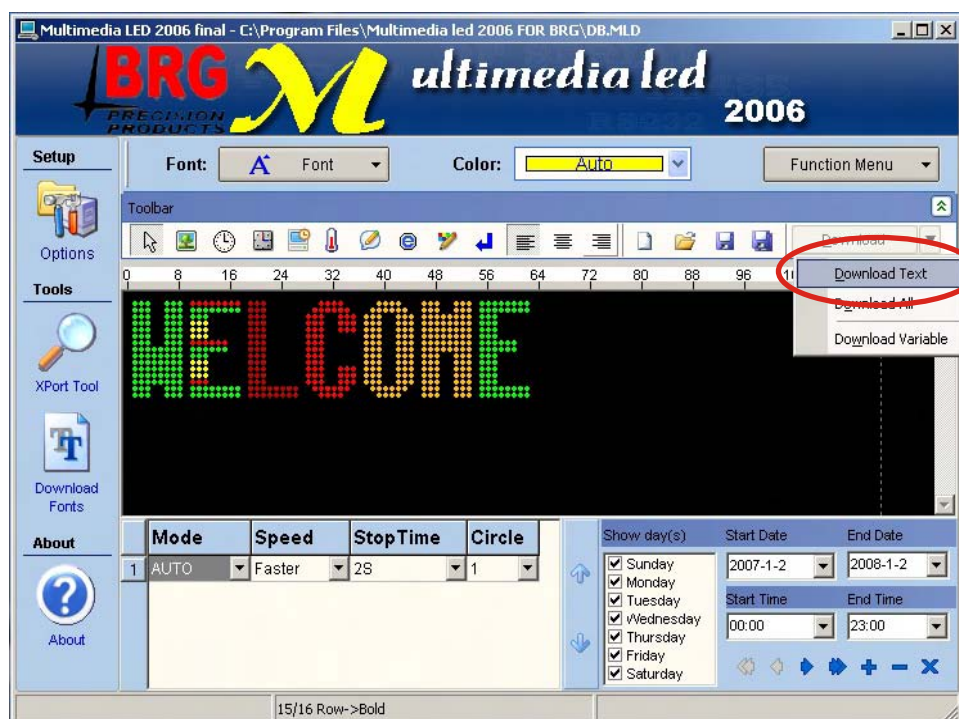 Multimedia LED 2006 final - C:\Program Files\Multimedia led 2006 FOR BRG\DB.MLD
BRG
PRECISION
PRODUCTS
Multimedia led
2006
Setup
Font: A Font
Color: Auto
Function Menu
Toolbar
Options
Download
0 8 16 24 32 40 48 56 64 72 80 88 96
Download Text
Download All
Download Variable
Tools
WELCOME
XPort Tool
Download
Fonts
About
About
Mode Speed StopTime Circle
1 AUTO Faster 2S 1
Show day(s)
Sunday
Monday
Tuesday
Wednesday
Thursday
Friday
Saturday
Start Date End Date
2007-1-2 2008-1-2
Start Time End Time
00:00 23:00
15/16 Row->Bold